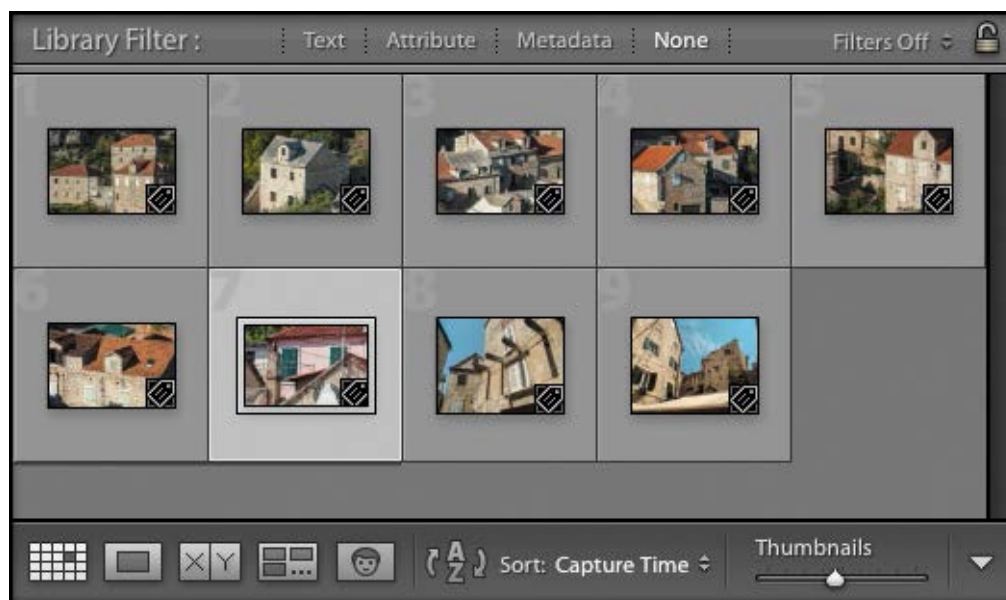 Library Filter : Text Attribute Metadata None Filters Off
1 2 3 4 5
6 7 8 9
X Y A Z Sort: Capture Time Thumbnails